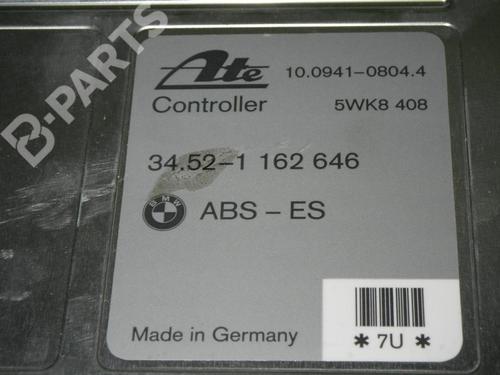 B-PARTS
Ate 10.0941-0804.4
Controller 5WK8 408
34.52-1 162 646
BMW ABS - ES
Made in Germany * 7U *